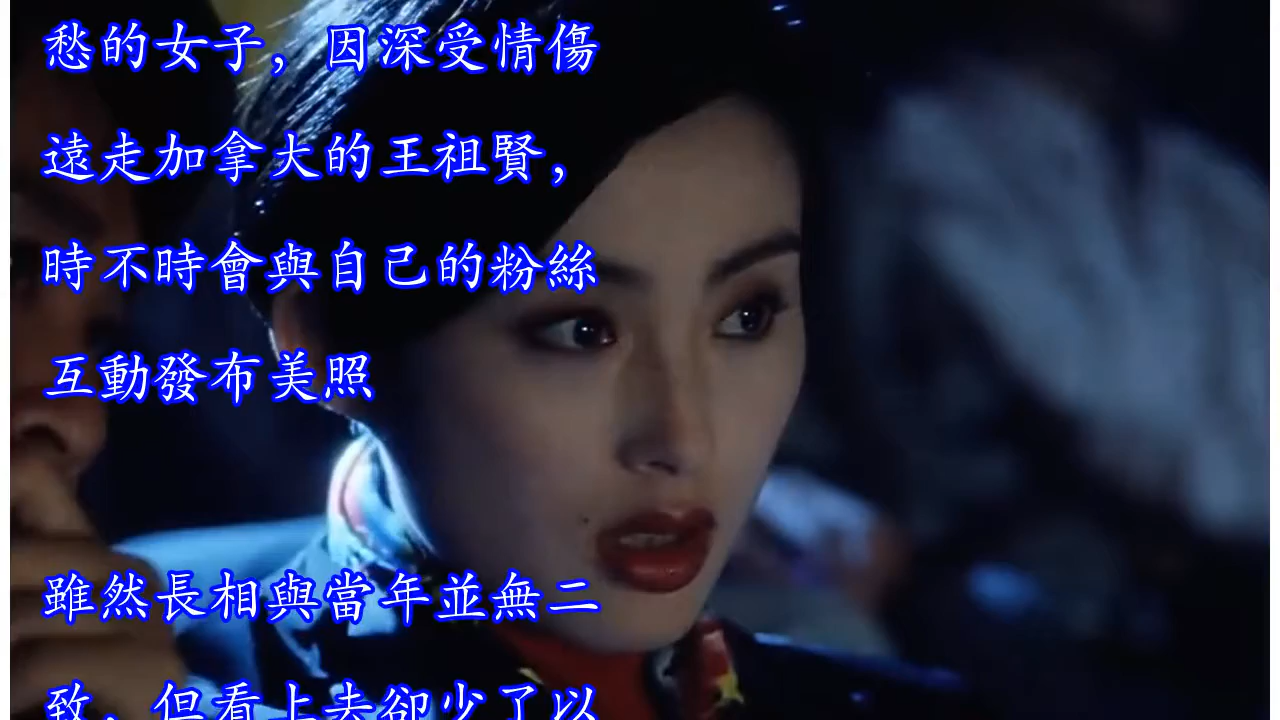 愁的女子，因深受情傷
遠走加拿大的王祖賢，
時不時會與自己的粉絲
互動發布美照
雖然長相與當年並無二
致，但看上去卻少了以